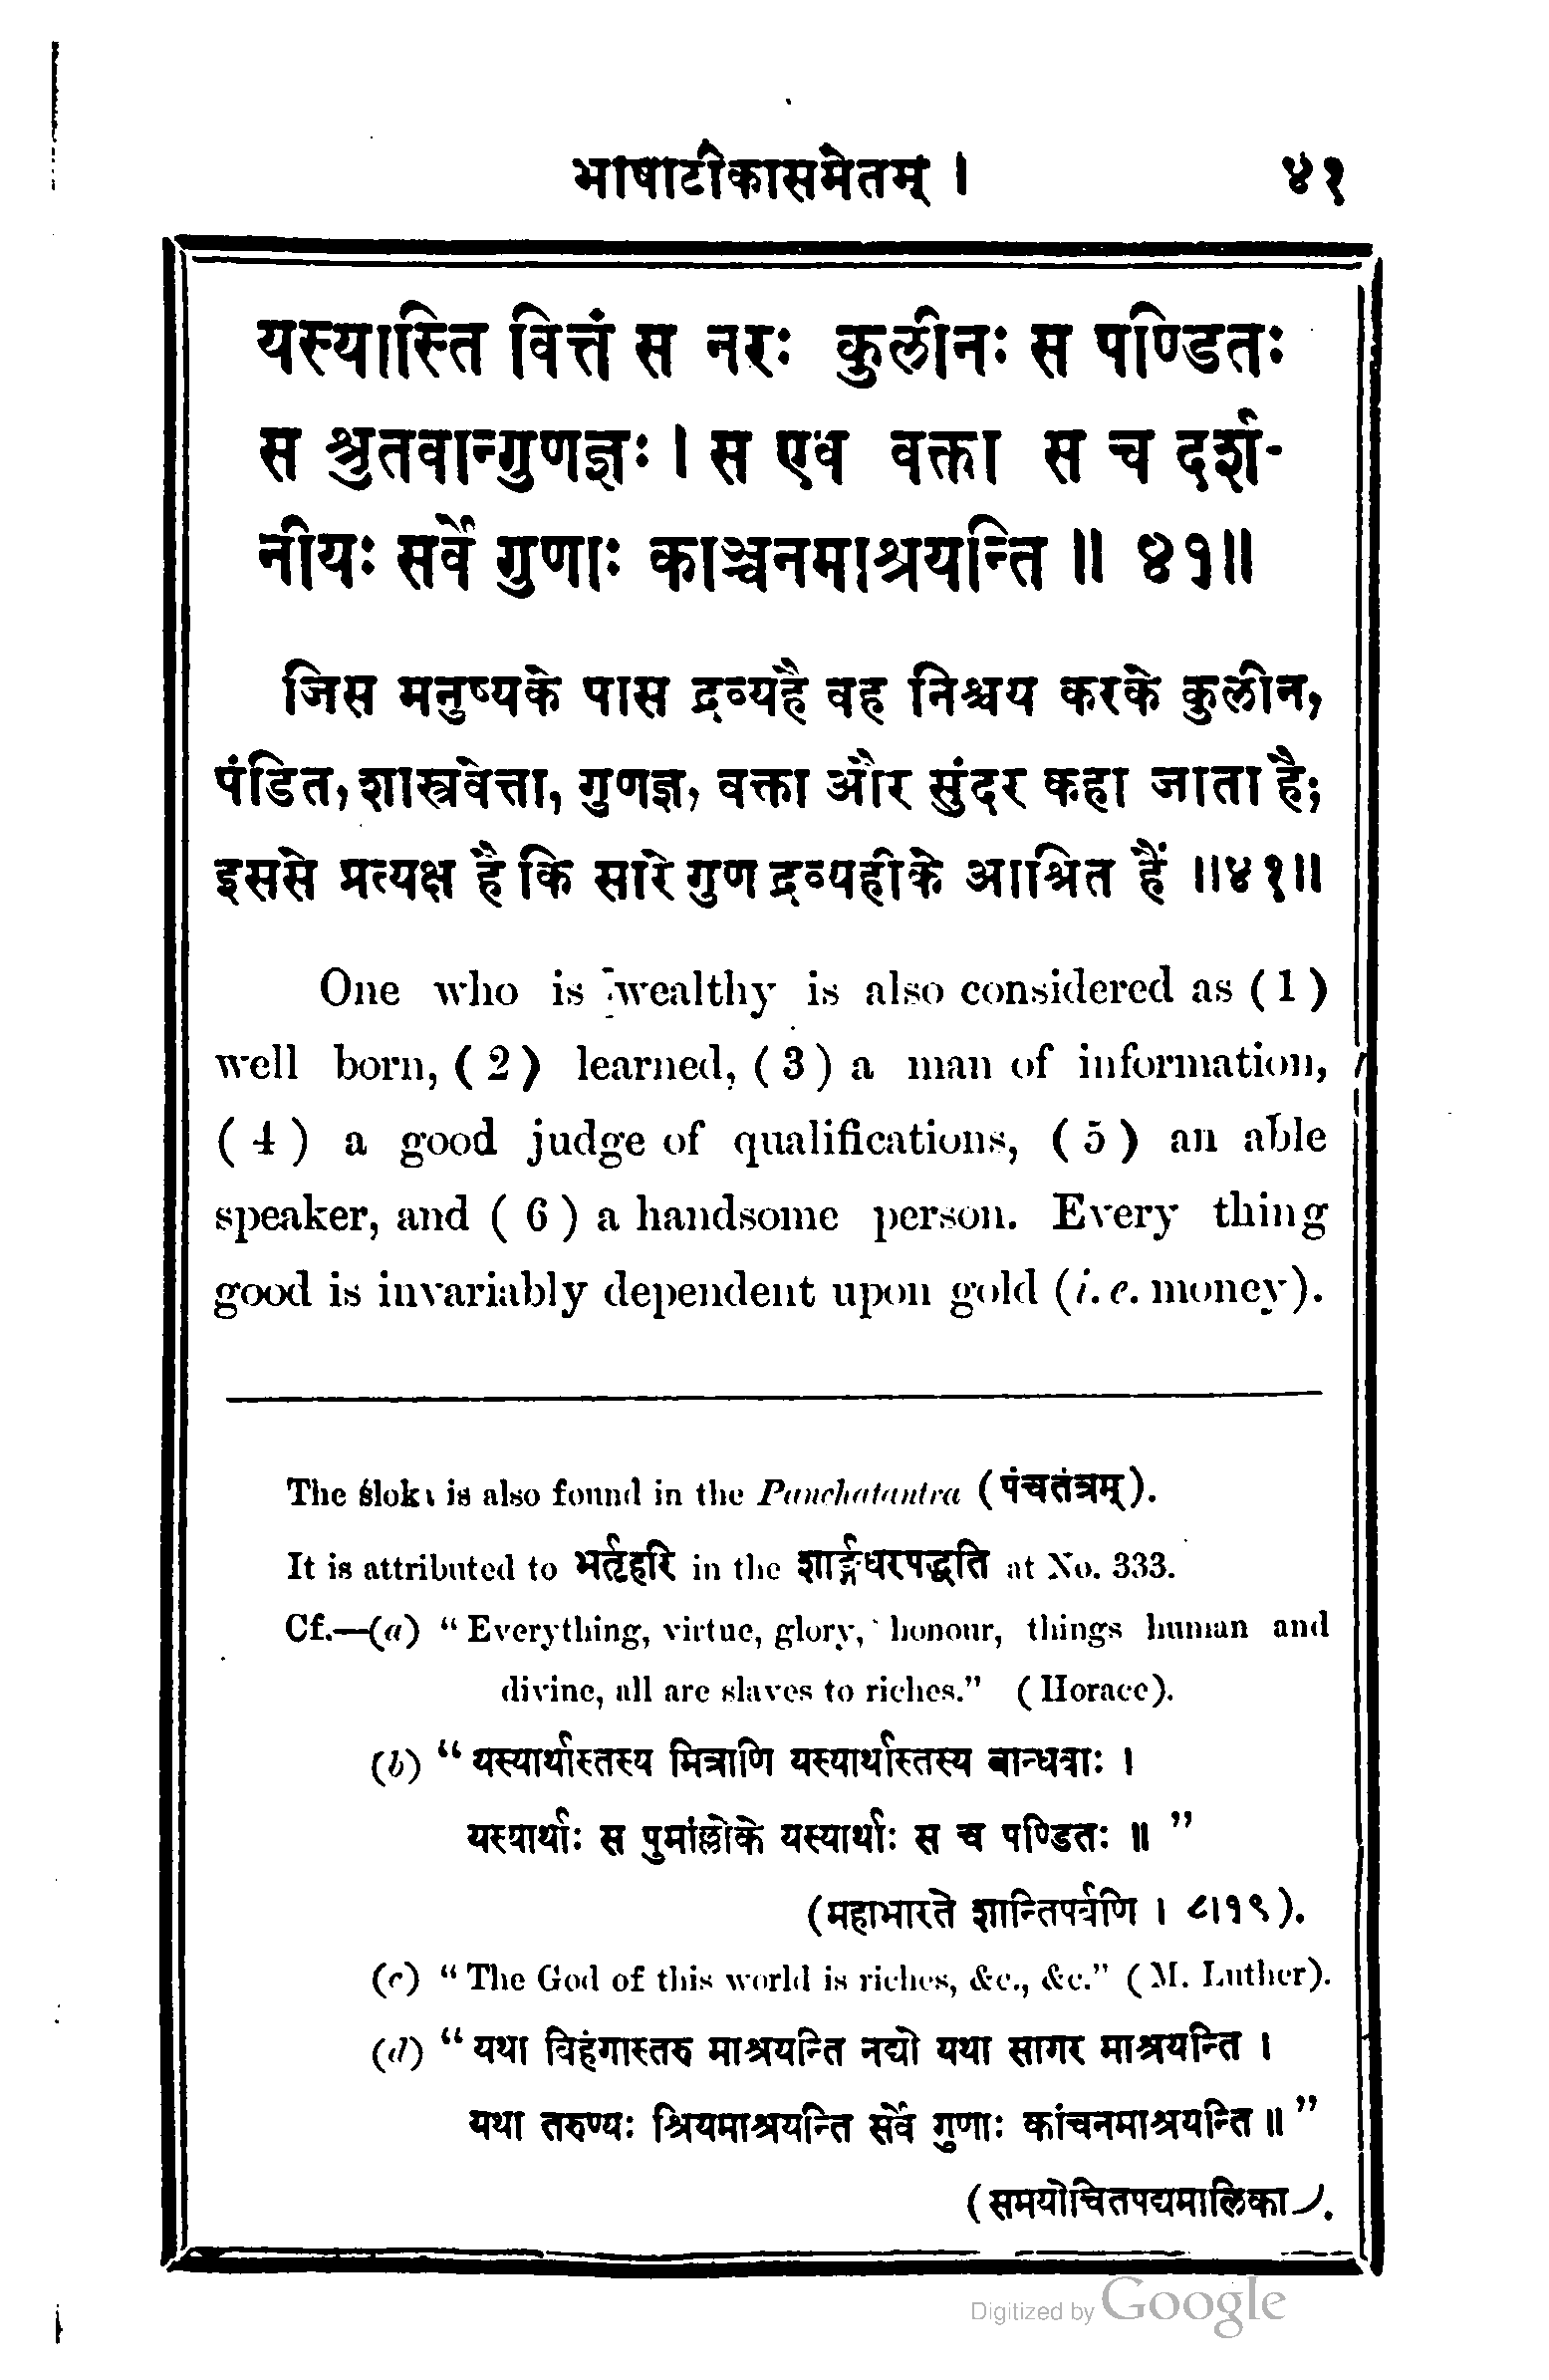 भाषाटीकासमेतम् । ४१
यस्यास्ति वित्तं स नरः कुलीनः स पण्डितः
स श्रुतवान्गुणज्ञः । स एव वक्ता स च दर्श-
नीयः सर्वे गुणाः काञ्चनमाश्रयन्ति ॥ ४१॥
जिस मनुष्यके पास द्रव्यहै वह निश्चय करके कुलीन,
पंडित, शास्त्रवेत्ता, गुणज्ञ, वक्ता और सुंदर कहा जाता है;
इससे प्रत्यक्ष है कि सारे गुण द्रव्यहीके आश्रित हैं ॥४१॥
One who is wealthy is also considered as (1)
well born, (2) learned, (3) a man of information,
(4) a good judge of qualifications, (5) an able
speaker, and (6) a handsome person. Every thing
good is invariably dependent upon gold (i. e. money).
The śloka is also found in the Panchatantra (पंचतंत्रम्).
It is attributed to भर्तृहरि in the शार्ङ्गधरपद्धति at No. 333.
Cf.—(a) “Everything, virtue, glory, honour, things human and
divine, all are slaves to riches.” (Horace).
(b) “यस्यार्थास्तस्य मित्राणि यस्यार्थास्तस्य बान्धवाः ।
यस्यार्थाः स पुमांल्लोके यस्यार्थाः स च पण्डितः ॥”
(महाभारते शान्तिपर्वणि । ८।१९).
(c) “The God of this world is riches, &c., &c.” (M. Luther).
(d) “यथा विहंगास्तरु माश्रयन्ति नद्यो यथा सागर माश्रयन्ति ।
यथा तरुण्यः श्रियमाश्रयन्ति सर्वे गुणाः कांचनमाश्रयन्ति ॥”
(समयोचितपद्यमालिका).
Digitized by Google